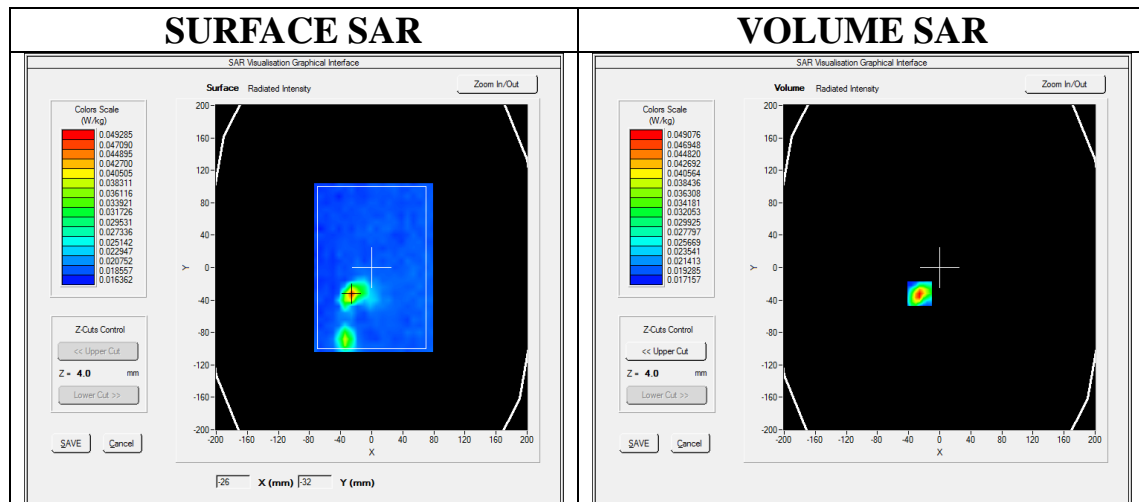 SURFACE SAR
SAR Visualisation Graphical Interface
Surface Radiated Intensity
Zoom In/Out
Colors Scale
(W/kg)
0.049285
0.047090
0.044895
0.042700
0.040505
0.038311
0.036116
0.033921
0.031726
0.029531
0.027336
0.025142
0.022947
0.020752
0.018557
0.016362
Z-Cuts Control
<< Upper Cut
Z = 4.0 mm
Lower Cut >>
SAVE Cancel
200
160
120
80
40
0
-40
-80
-120
-160
-200
Y
-200 -160 -120 -80 -40 0 40 80 120 160 200
X
-26 X (mm) -32 Y (mm)
VOLUME SAR
SAR Visualisation Graphical Interface
Volume Radiated Intensity
Zoom In/Out
Colors Scale
(W/kg)
0.049076
0.046948
0.044820
0.042692
0.040564
0.038436
0.036308
0.034181
0.032053
0.029925
0.027797
0.025669
0.023541
0.021413
0.019285
0.017157
Z-Cuts Control
<< Upper Cut
Z = 4.0 mm
Lower Cut >>
SAVE Cancel
200
160
120
80
40
0
-40
-80
-120
-160
-200
Y
-200 -160 -120 -80 -40 0 40 80 120 160 200
X